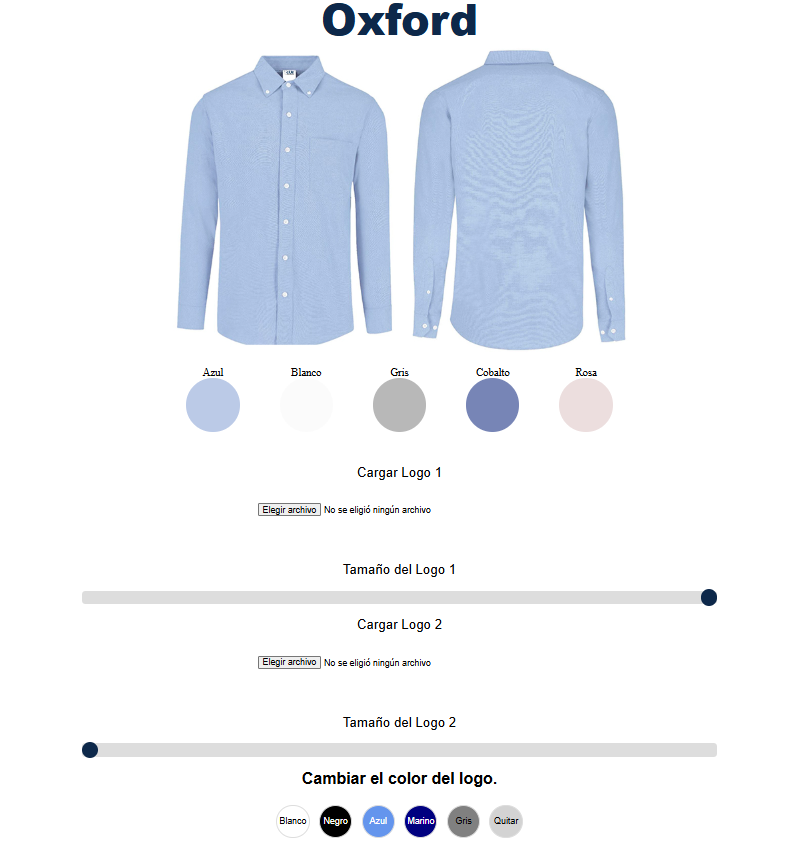 Oxford
Azul Blanco Gris Cobalto Rosa
Cargar Logo 1
Elegir archivo No se eligió ningún archivo
Tamaño del Logo 1
Cargar Logo 2
Elegir archivo No se eligió ningún archivo
Tamaño del Logo 2
Cambiar el color del logo.
Blanco Negro Azul Marino Gris Quitar